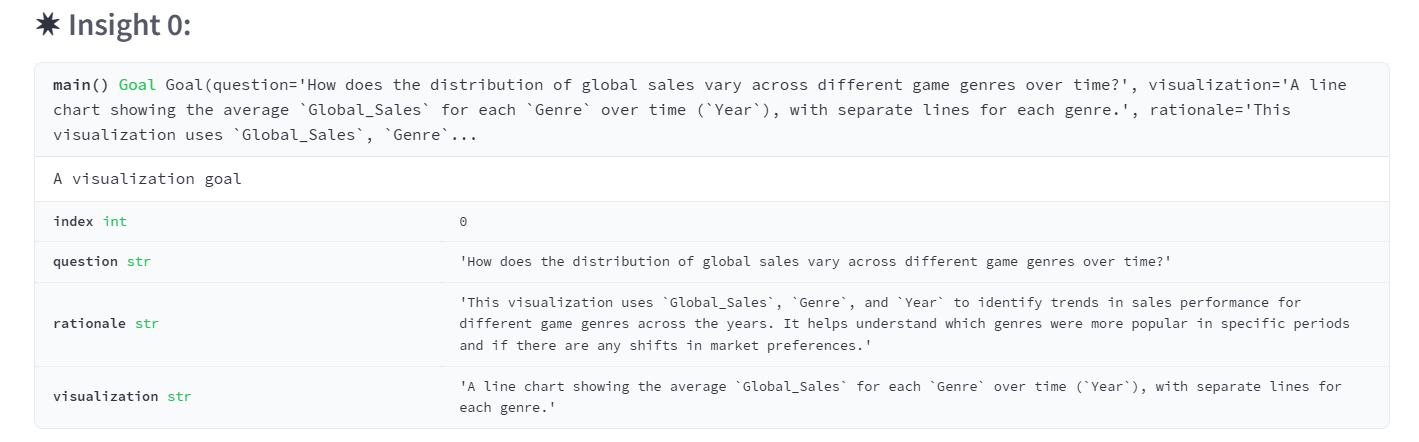 ✷ Insight 0:
main() Goal Goal(question='How does the distribution of global sales vary across different game genres over time?', visualization='A line
chart showing the average `Global_Sales` for each `Genre` over time (`Year`), with separate lines for each genre.', rationale='This
visualization uses `Global_Sales`, `Genre`...
A visualization goal
index int 0
question str 'How does the distribution of global sales vary across different game genres over time?'
rationale str 'This visualization uses `Global_Sales`, `Genre`, and `Year` to identify trends in sales performance for
different game genres across the years. It helps understand which genres were more popular in specific periods
and if there are any shifts in market preferences.'
visualization str 'A line chart showing the average `Global_Sales` for each `Genre` over time (`Year`), with separate lines for
each genre.'